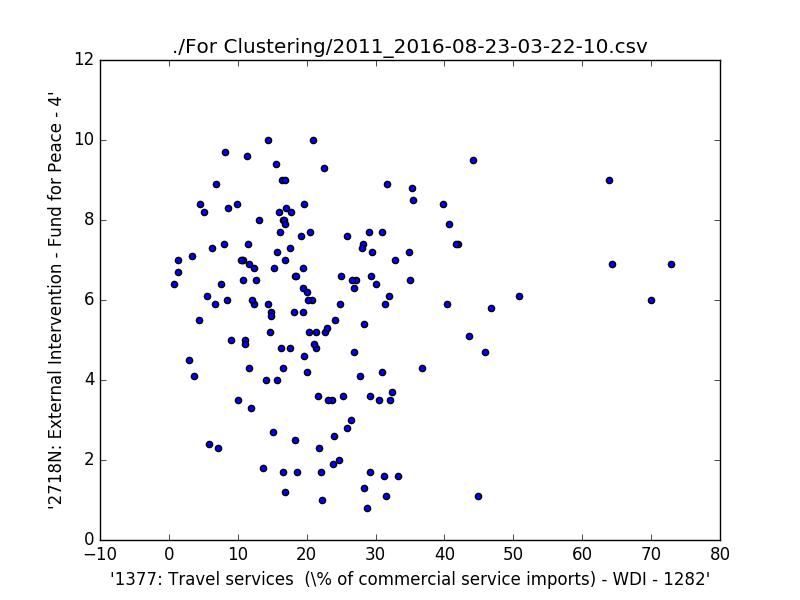 ./For Clustering/2011_2016-08-23-03-22-10.csv
12
10
8
6
4
2
0
'2718N: External Intervention - Fund for Peace - 4'
−10 0 10 20 30 40 50 60 70 80
'1377: Travel services  (\% of commercial service imports) - WDI - 1282'